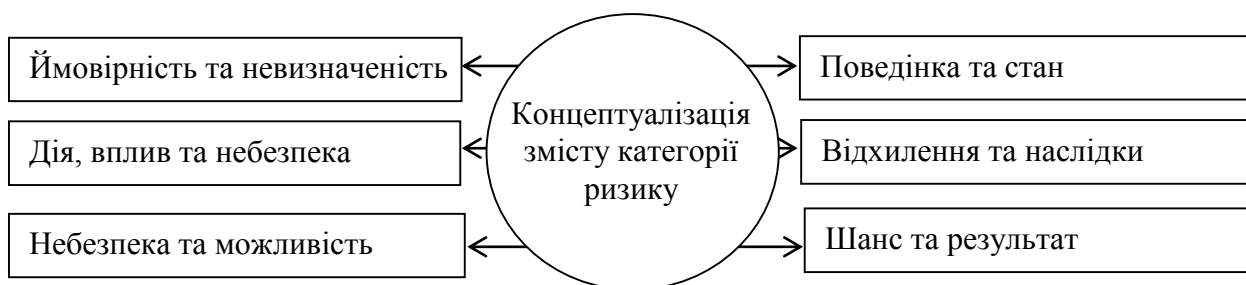 Ймовірність та невизначеність
Дія, вплив та небезпека
Небезпека та можливість
Концептуалізація
змісту категорії
ризику
Поведінка та стан
Відхилення та наслідки
Шанс та результат